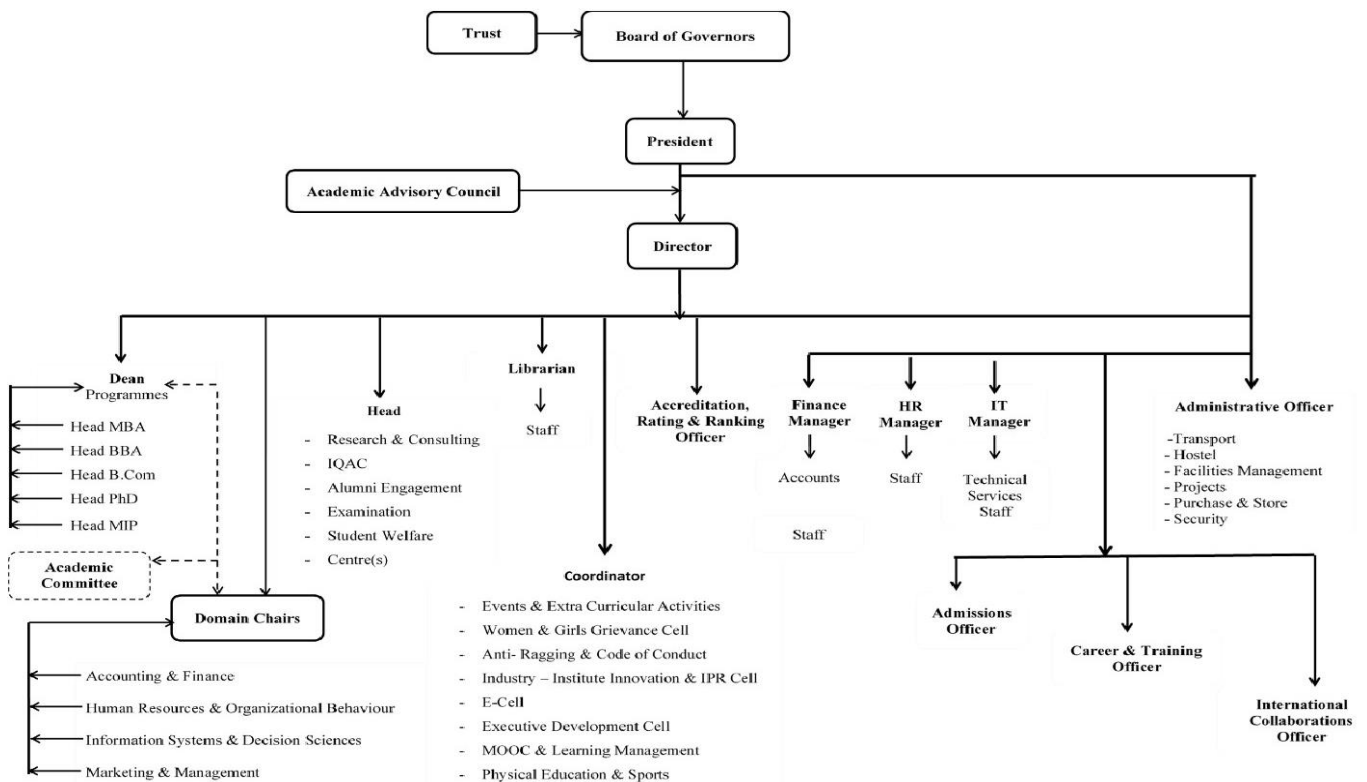 Trust
Board of Governors
President
Academic Advisory Council
Director
Dean
Programmes
Head MBA
Head BBA
Head B.Com
Head PhD
Head MIP
Academic
Committee
Domain Chairs
Accounting & Finance
Human Resources & Organizational Behaviour
Information Systems & Decision Sciences
Marketing & Management
Head
- Research & Consulting
- IQAC
- Alumni Engagement
- Examination
- Student Welfare
- Centre(s)
Librarian
Staff
Coordinator
- Events & Extra Curricular Activities
- Women & Girls Grievance Cell
- Anti- Ragging & Code of Conduct
- Industry – Institute Innovation & IPR Cell
- E-Cell
- Executive Development Cell
- MOOC & Learning Management
- Physical Education & Sports
Accreditation,
Rating & Ranking
Officer
Finance
Manager
Accounts
Staff
HR
Manager
Staff
IT
Manager
Technical
Services
Staff
Administrative Officer
-Transport
- Hostel
- Facilities Management
- Projects
- Purchase & Store
- Security
Admissions
Officer
Career & Training
Officer
International
Collaborations
Officer